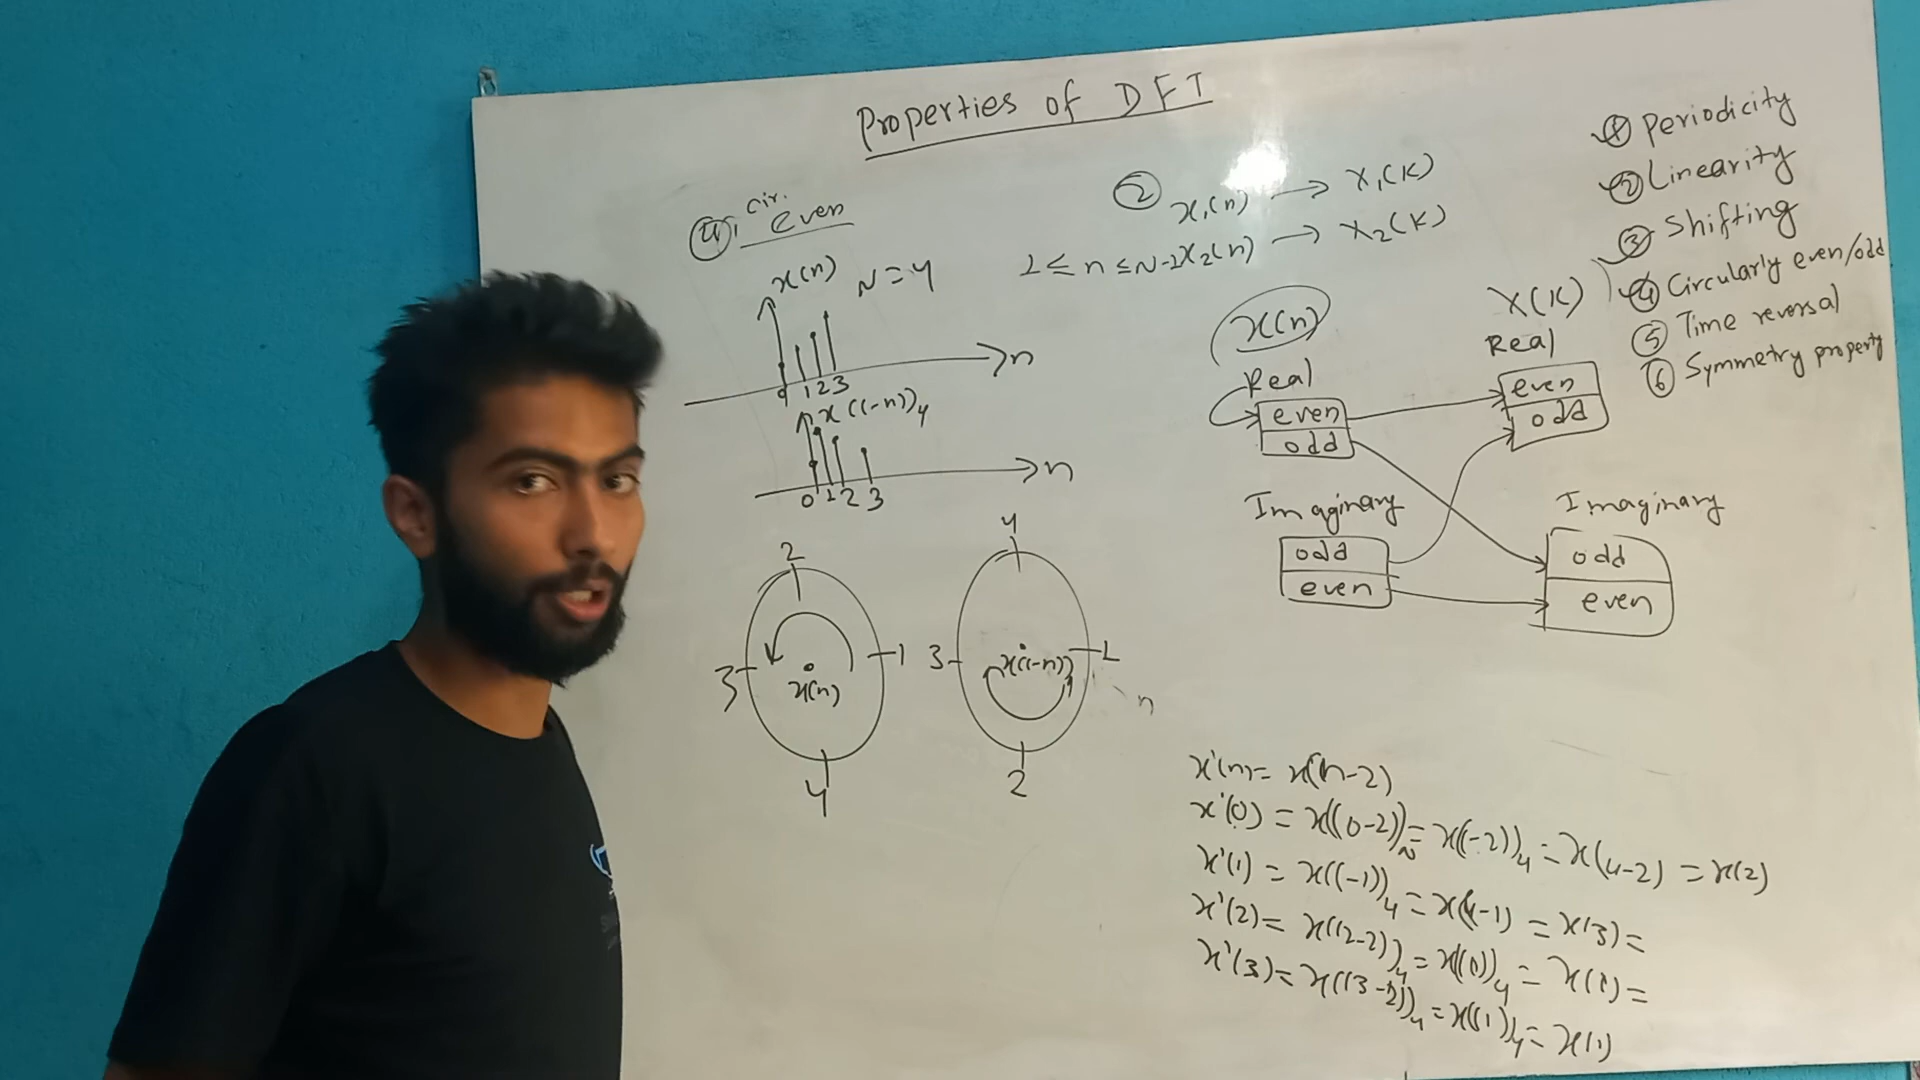 Properties of DFT
④, cir. even
x(n) N=4
0 1 2 3
n
x((-n))4
0 1 2 3
n
2
3 1
x(n)
4
4
3 1
x((-n))
2
n
② x1(n) → X1(K)
1 ≤ n ≤ N-1 x2(n) → X2(K)
x(n) X(K)
Real Real
even even
odd odd
Imaginary Imaginary
odd odd
even even
① Periodicity
② Linearity
③ Shifting
④ Circularly even/odd
⑤ Time reversal
⑥ Symmetry property
x'(n) = x(n-2)
x'(0) = x((0-2))N = x((-2))4 = x(4-2) = x(2)
x'(1) = x((-1))4 = x(4-1) = x(3) =
x'(2) = x((2-2))4 = x((0))4 = x( ) =
x'(3) = x((3-2))4 = x((1))4 = x(1)